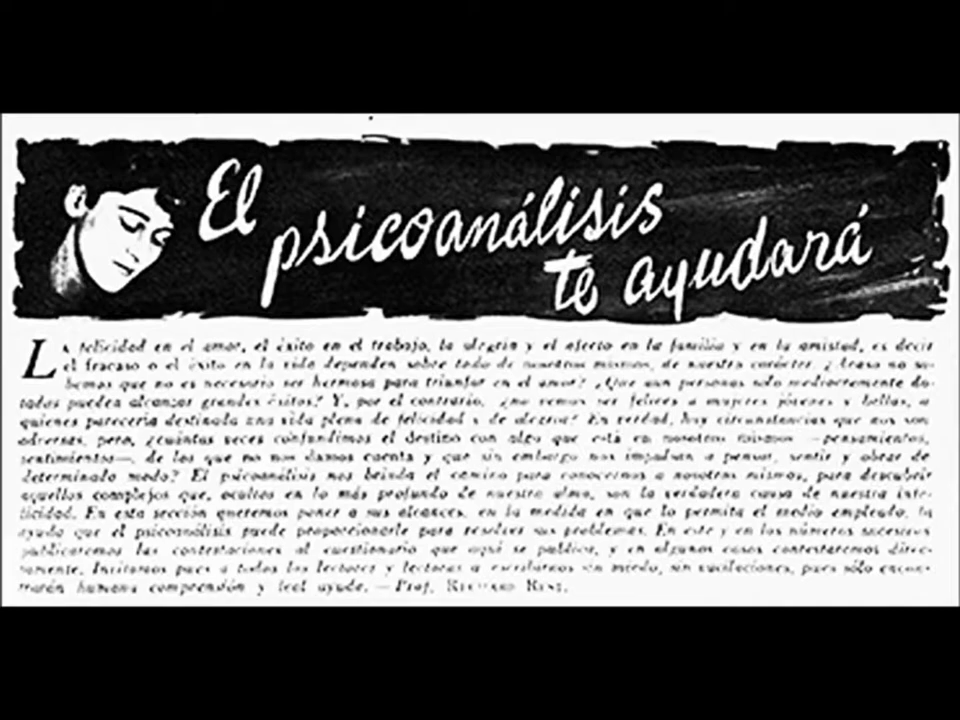 El
psicoanálisis
te ayudará
La felicidad en el amor, el éxito en el trabajo, la alegría y el afecto en la familia y en la amistad, es decir
el fracaso o el éxito en la vida dependen sobre todo de nosotros mismos, de nuestro carácter. ¿Acaso no sa-
bemos que no es necesario ser hermosa para triunfar en el amor? ¿Que aun personas sólo mediocremente do-
tadas pueden alcanzar grandes éxitos? Y, por el contrario, ¿no vemos ser felices a mujeres jóvenes y bellas, a
quienes parecería destinada una vida plena de felicidad y de alegría? En verdad, hay circunstancias que nos son
adversas, pero, ¿cuántas veces confundimos el destino con algo que está en nosotros mismos —pensamientos,
sentimientos—, de los que no nos damos cuenta y que sin embargo nos impulsan a pensar, sentir y obrar de
determinado modo? El psicoanálisis nos brinda el camino para conocernos a nosotros mismos, para descubrir
aquellos complejos que, ocultos en lo más profundo de nuestro alma, son la verdadera causa de nuestra infe-
licidad. En esta sección queremos poner a sus alcances, en la medida en que lo permita el medio empleado, la
ayuda que el psicoanálisis puede proporcionarle para resolver sus problemas. En este y en los números sucesivos
publicaremos las contestaciones al cuestionario que aquí se publica, y en algunos casos contestaremos direc-
tamente. Invitamos pues a todos los lectores y lectoras a escribirnos sin miedo, sin vacilaciones, pues sólo encon-
trarán humana comprensión y leal ayuda. — Prof. RICHARD REST.